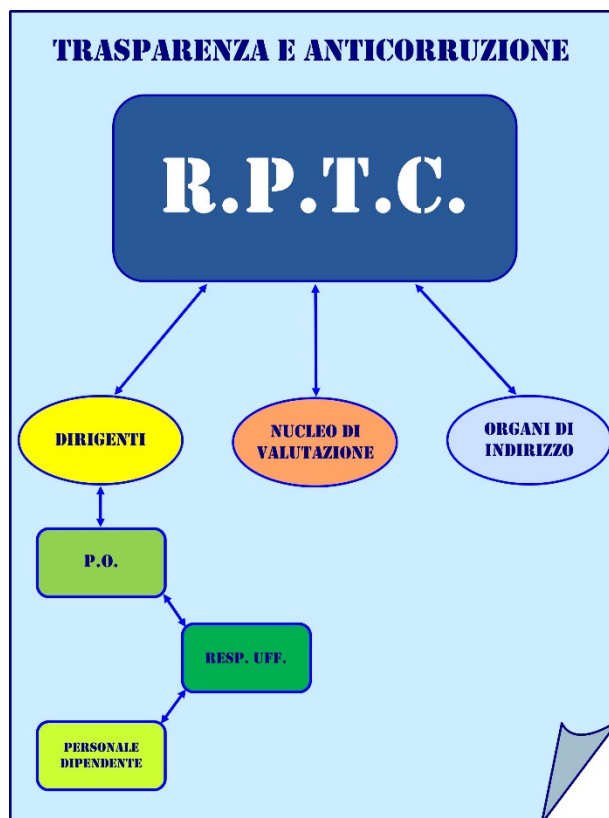 TRASPARENZA E ANTICORRUZIONE
R.P.T.C.
DIRIGENTI
NUCLEO DI
VALUTAZIONE
ORGANI DI
INDIRIZZO
P.O.
RESP. UFF.
PERSONALE
DIPENDENTE